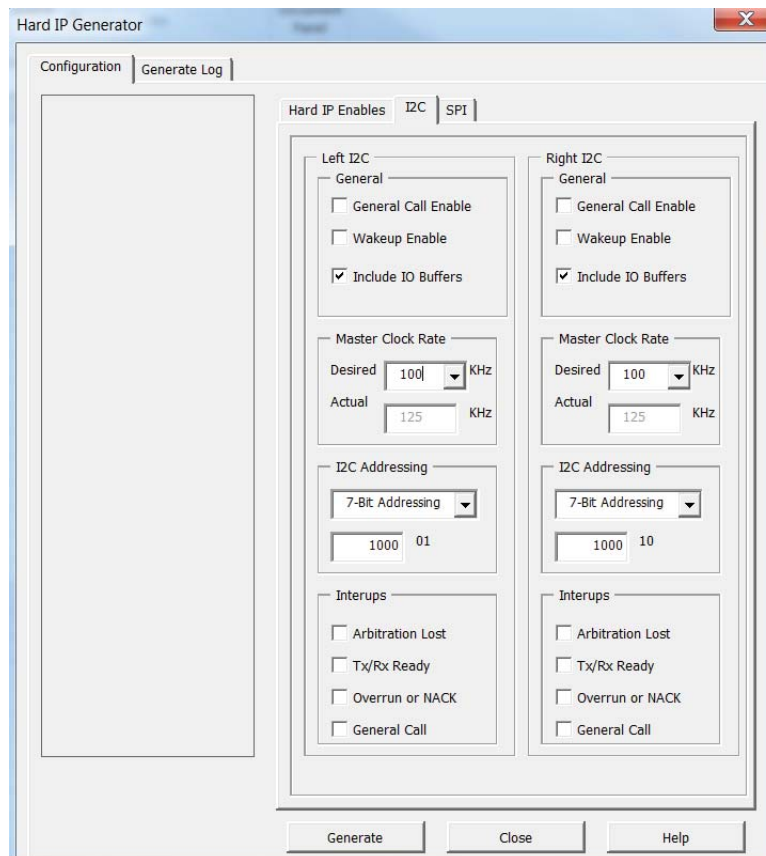 Hard IP Generator
Configuration
Generate Log
Hard IP Enables
I2C
SPI
Left I2C
General
General Call Enable
Wakeup Enable
Include IO Buffers
Master Clock Rate
Desired 100 KHz
Actual 125 KHz
I2C Addressing
7-Bit Addressing
1000 01
Interups
Arbitration Lost
Tx/Rx Ready
Overrun or NACK
General Call
Right I2C
General
General Call Enable
Wakeup Enable
Include IO Buffers
Master Clock Rate
Desired 100 KHz
Actual 125 KHz
I2C Addressing
7-Bit Addressing
1000 10
Interups
Arbitration Lost
Tx/Rx Ready
Overrun or NACK
General Call
Generate
Close
Help